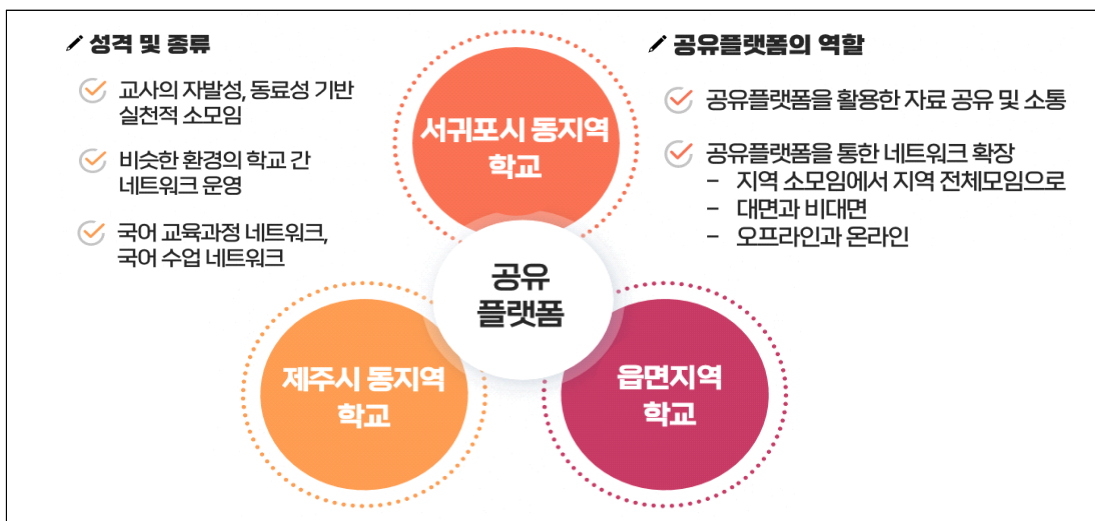 성격 및 종류
교사의 자발성, 동료성 기반
실천적 소모임
비슷한 환경의 학교 간
네트워크 운영
국어 교육과정 네트워크,
국어 수업 네트워크
서귀포시 동지역
학교
공유플랫폼의 역할
공유플랫폼을 활용한 자료 공유 및 소통
공유플랫폼을 통한 네트워크 확장
- 지역 소모임에서 지역 전체모임으로
- 대면과 비대면
- 오프라인과 온라인
공유
플랫폼
제주시 동지역
학교
읍면지역
학교